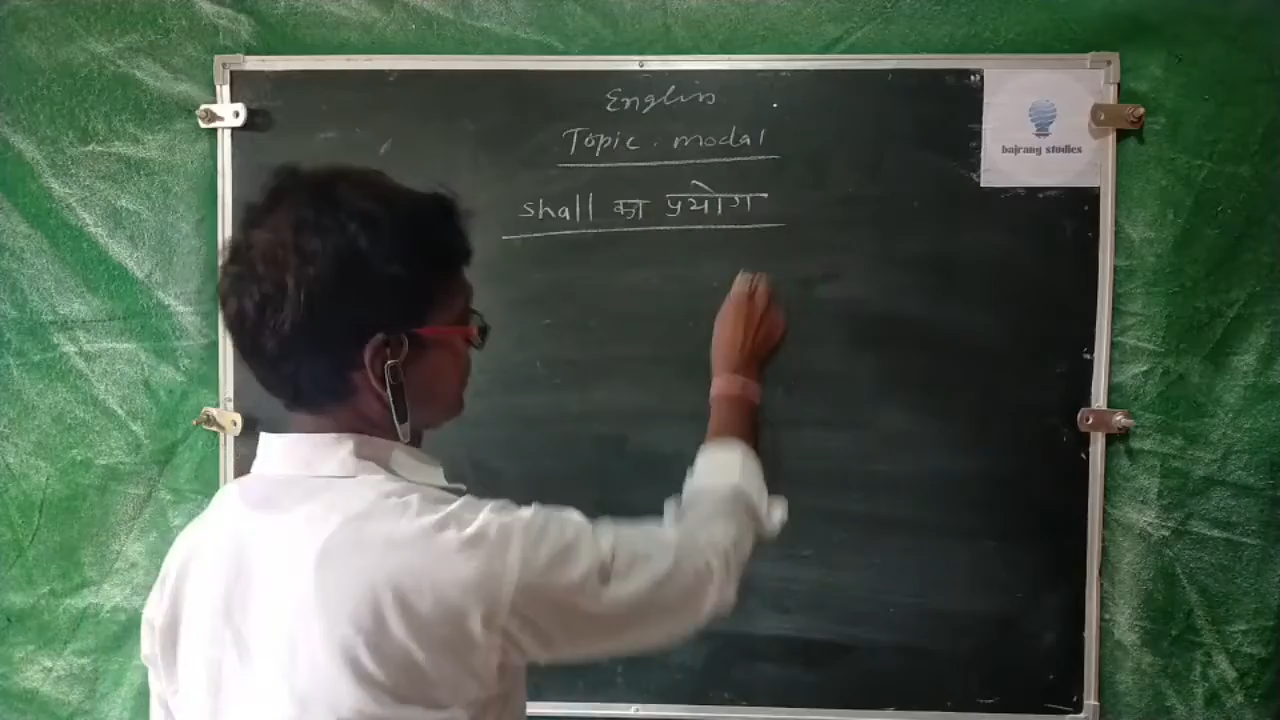 English
Topic. modal
shall का प्रयोग
bajrang studies